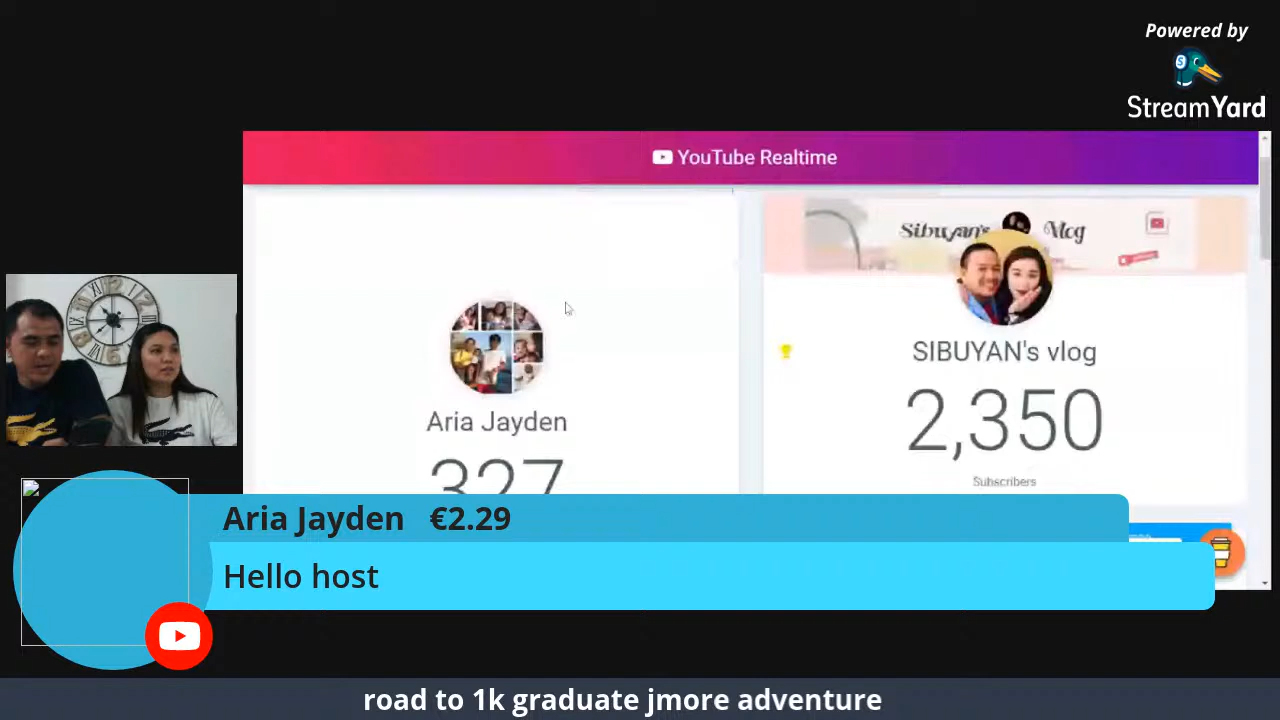 Powered by
StreamYard
YouTube Realtime
Sibuyan's Vlog
Aria Jayden
327
SIBUYAN's vlog
2,350
Subscribers
Aria Jayden €2.29
Hello host
road to 1k graduate jmore adventure